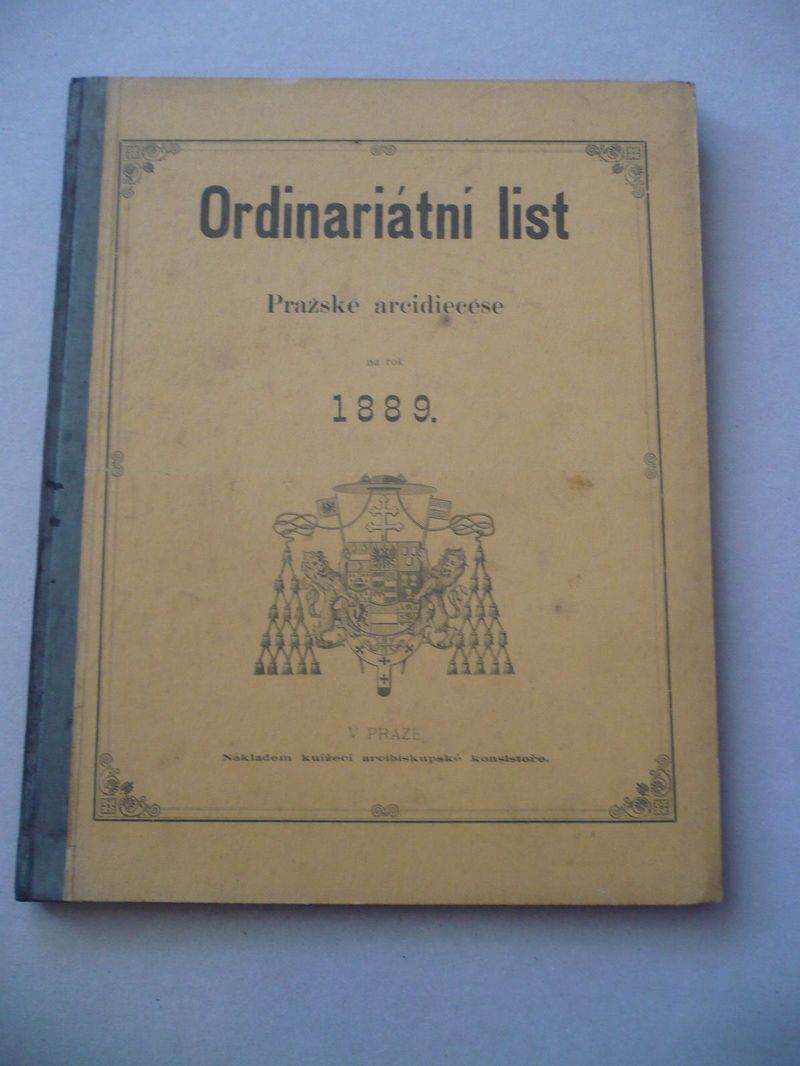 Ordinariátní list
Pražské arcidiecése
na rok
1889.
V PRAZE.
Nákladem knížecí arcibiskupské konsistoře.